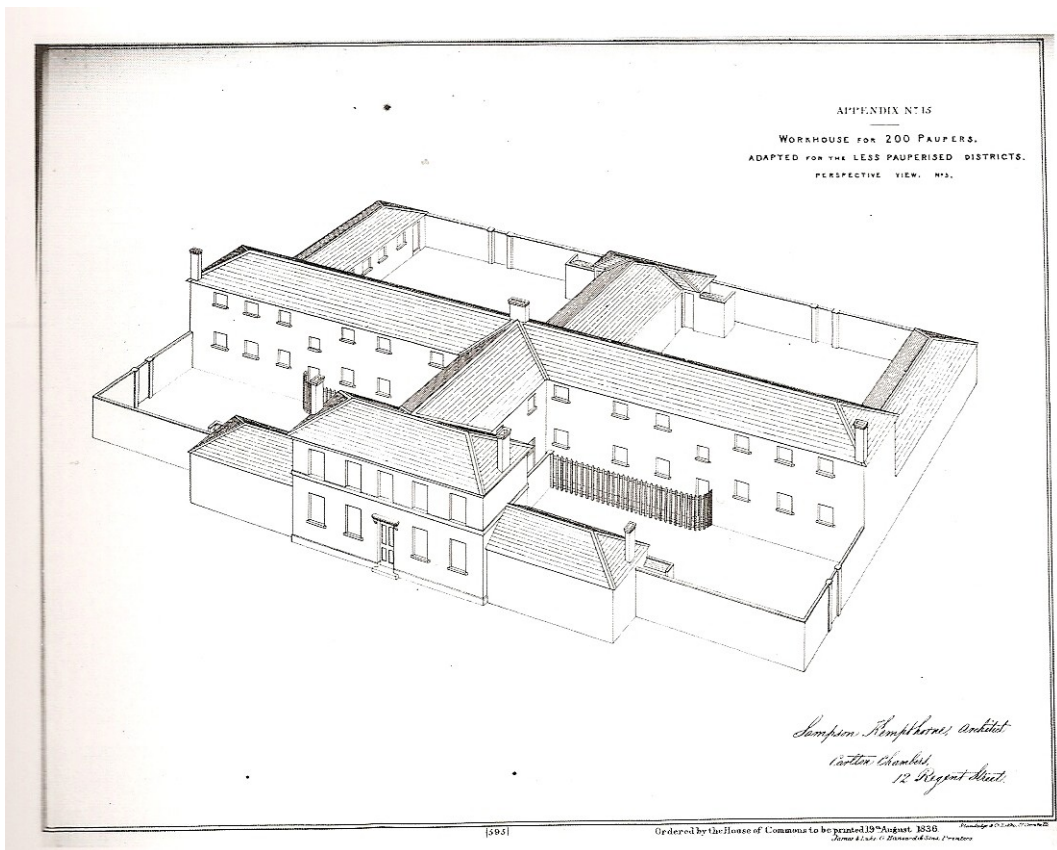 APPENDIX Nº 15
WORKHOUSE FOR 200 PAUPERS,
ADAPTED FOR THE LESS PAUPERISED DISTRICTS.
PERSPECTIVE VIEW. Nº 5.
Sampson Kempthorne, Architect
Carlton Chambers,
12 Regent Street.
[595]
Ordered by the House of Commons to be printed 19th August 1836.
James & Luke G. Hansard & Sons, Printers